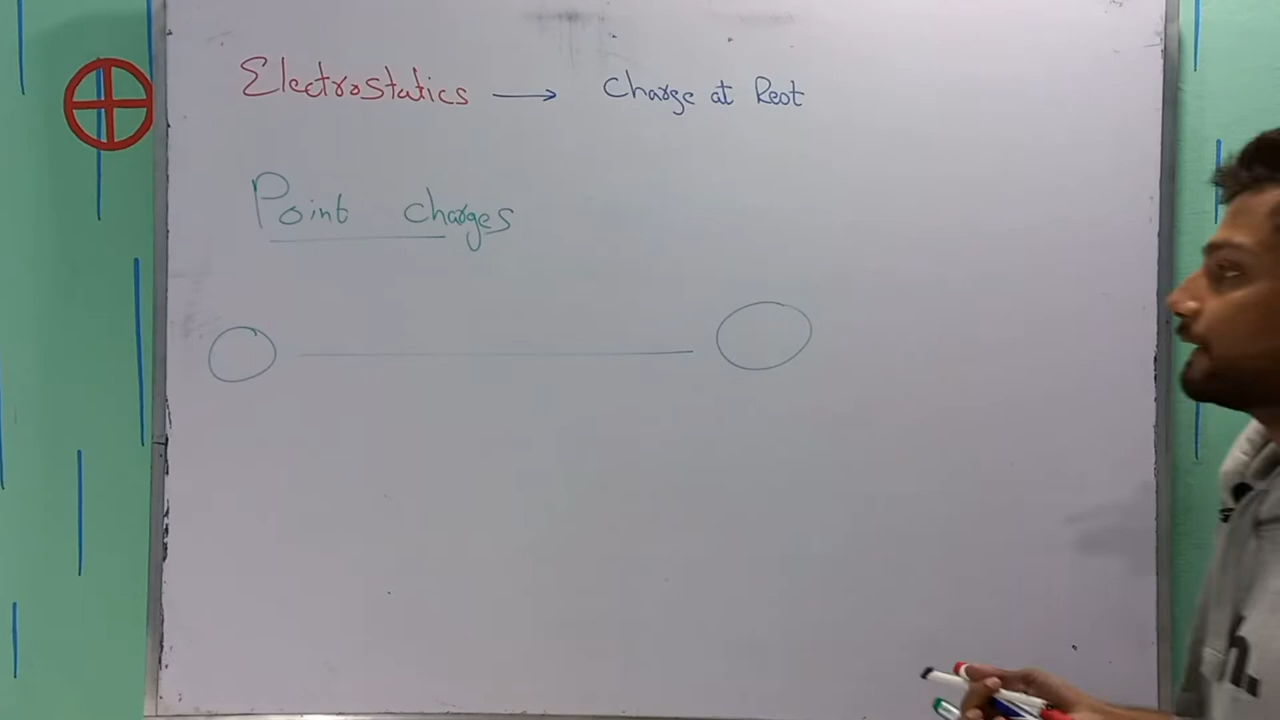 Electrostatics → Charge at Rest
Point charges